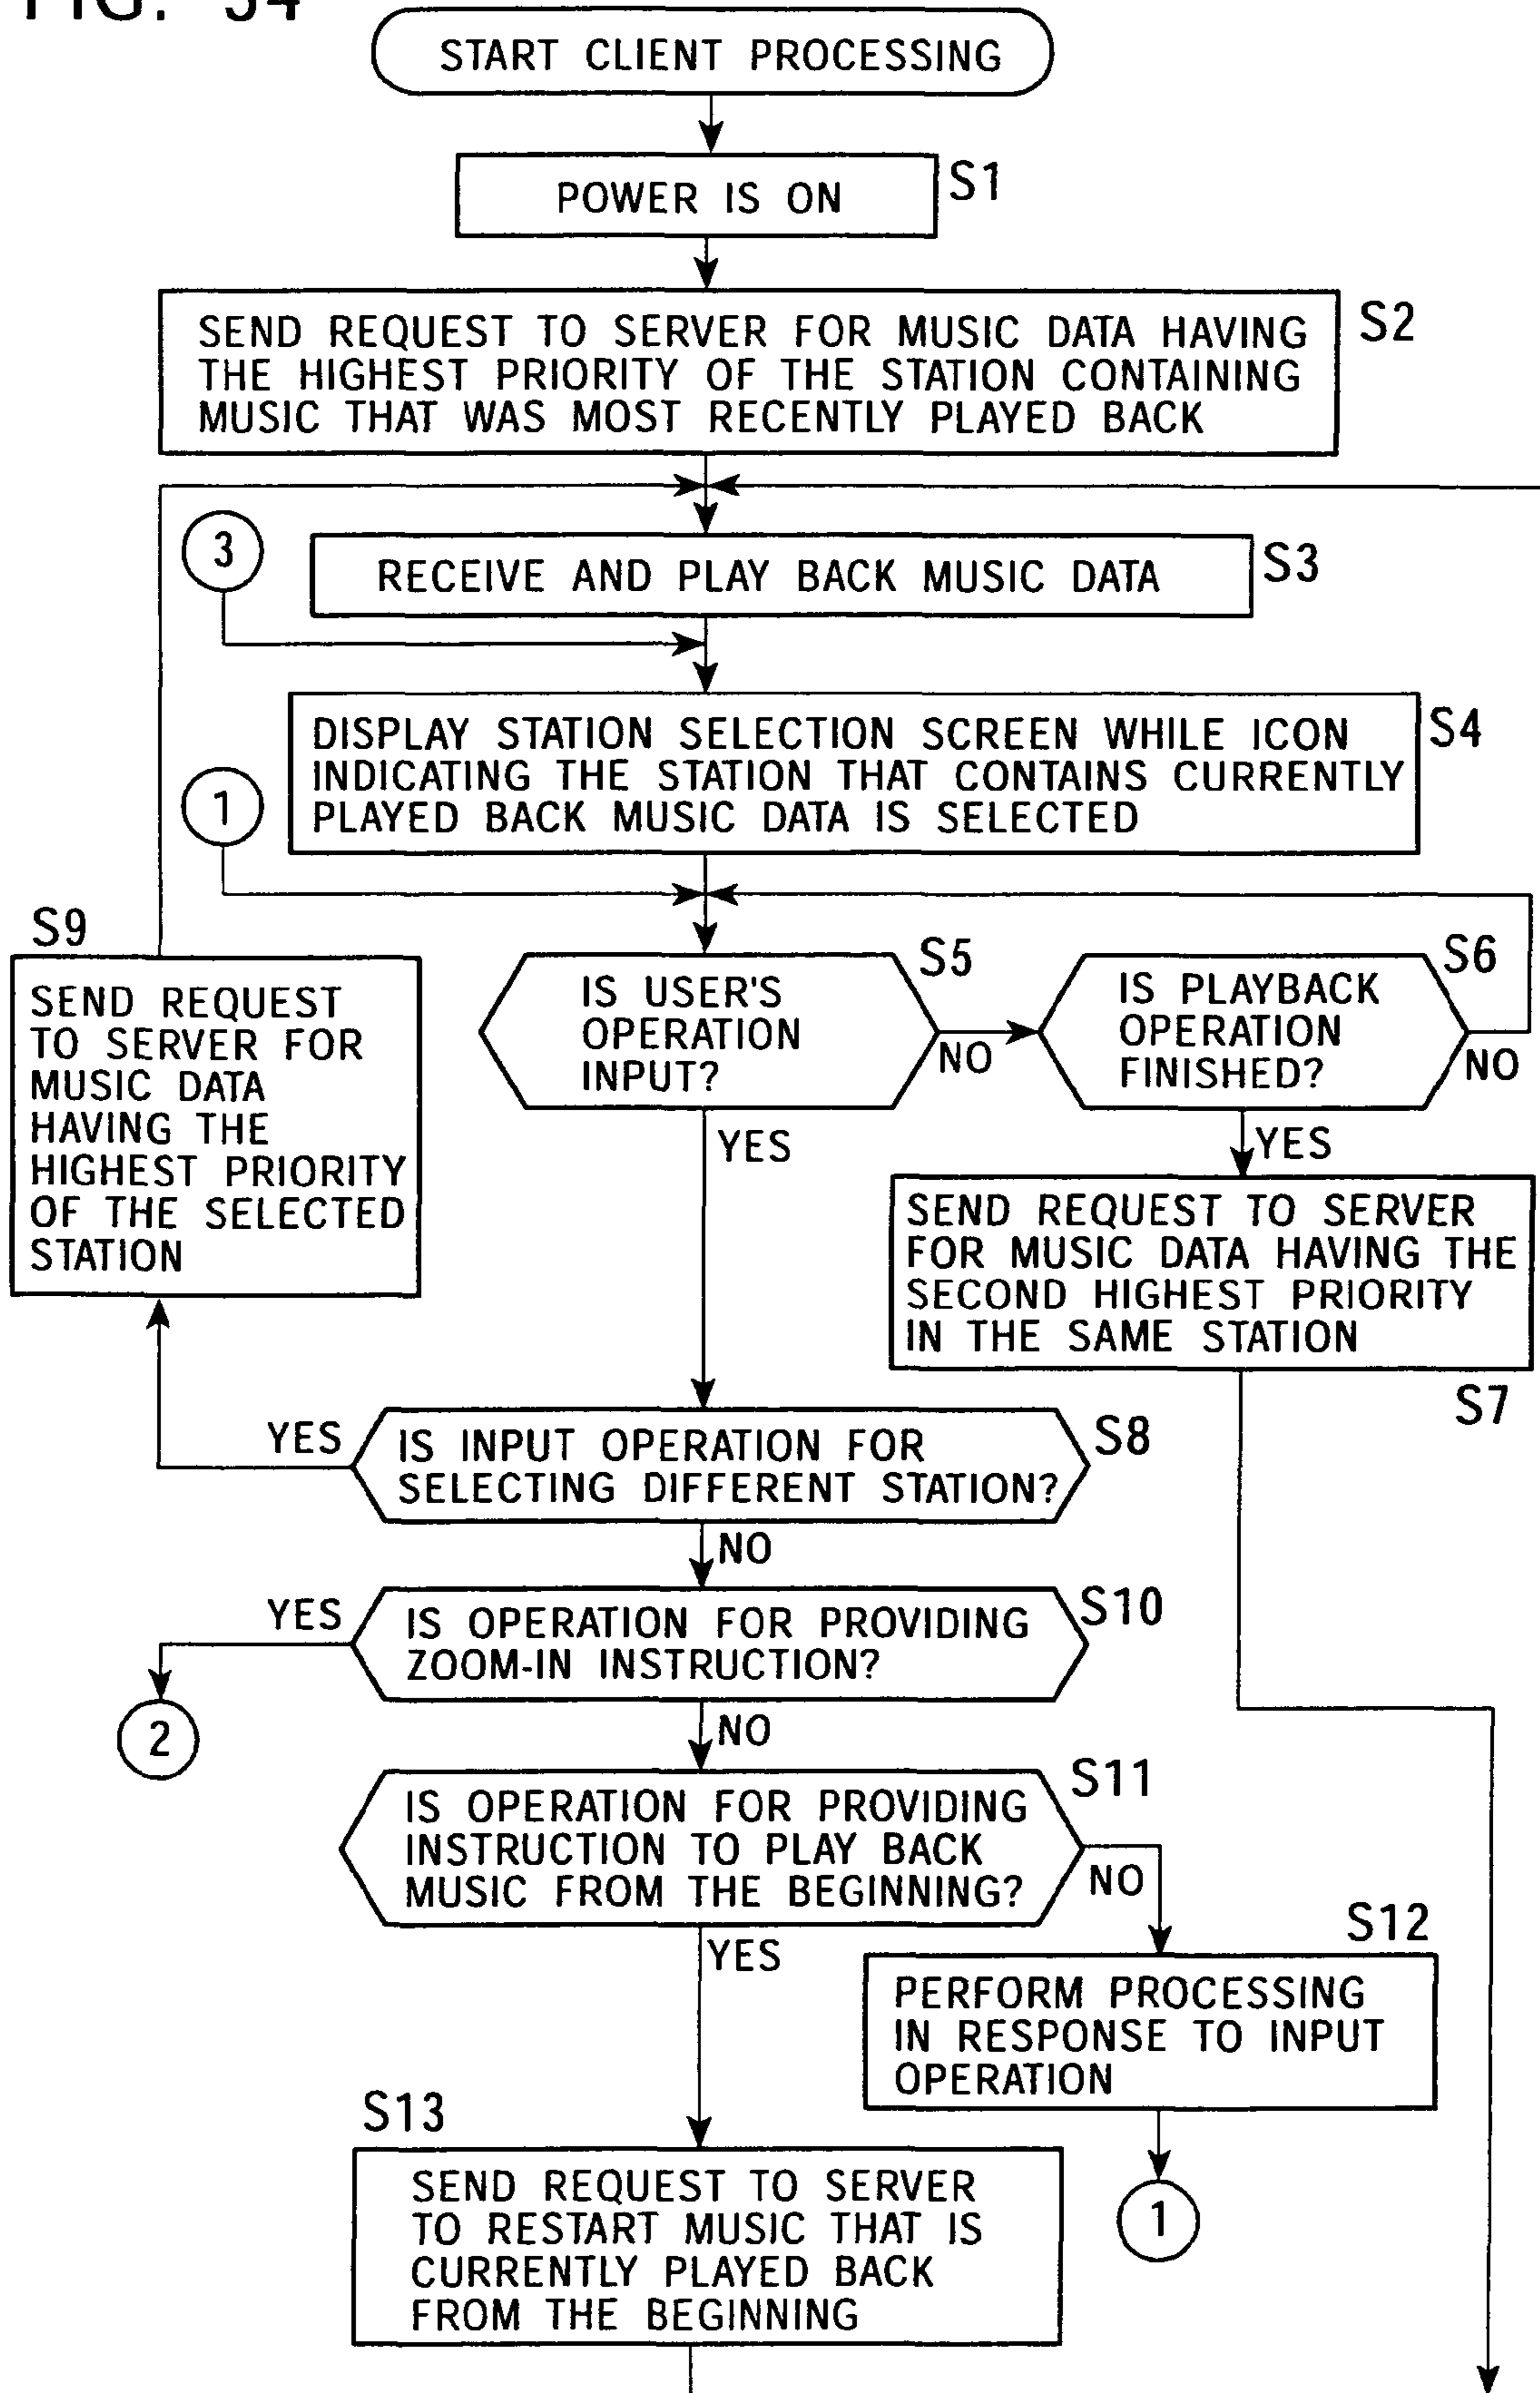 FIG. 34
START CLIENT PROCESSING
POWER IS ON
S1
SEND REQUEST TO SERVER FOR MUSIC DATA HAVING
THE HIGHEST PRIORITY OF THE STATION CONTAINING
MUSIC THAT WAS MOST RECENTLY PLAYED BACK
S2
3
RECEIVE AND PLAY BACK MUSIC DATA
S3
DISPLAY STATION SELECTION SCREEN WHILE ICON
INDICATING THE STATION THAT CONTAINS CURRENTLY
PLAYED BACK MUSIC DATA IS SELECTED
S4
1
S9
SEND REQUEST
TO SERVER FOR
MUSIC DATA
HAVING THE
HIGHEST PRIORITY
OF THE SELECTED
STATION
IS USER'S
OPERATION
INPUT?
S5
NO
YES
IS PLAYBACK
OPERATION
FINISHED?
S6
NO
YES
SEND REQUEST TO SERVER
FOR MUSIC DATA HAVING THE
SECOND HIGHEST PRIORITY
IN THE SAME STATION
S7
YES
IS INPUT OPERATION FOR
SELECTING DIFFERENT STATION?
S8
NO
YES
IS OPERATION FOR PROVIDING
ZOOM-IN INSTRUCTION?
S10
2
NO
IS OPERATION FOR PROVIDING
INSTRUCTION TO PLAY BACK
MUSIC FROM THE BEGINNING?
S11
NO
YES
S12
PERFORM PROCESSING
IN RESPONSE TO INPUT
OPERATION
1
S13
SEND REQUEST TO SERVER
TO RESTART MUSIC THAT IS
CURRENTLY PLAYED BACK
FROM THE BEGINNING